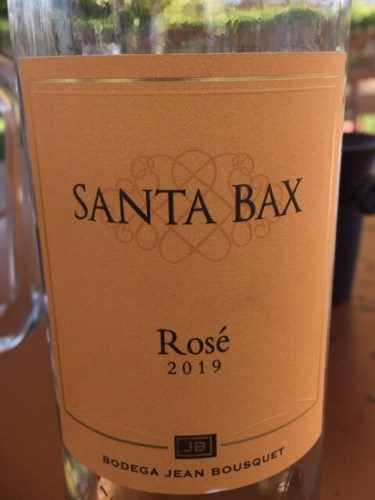 SANTA BAX
Rosé
2019
JB
BODEGA JEAN BOUSQUET